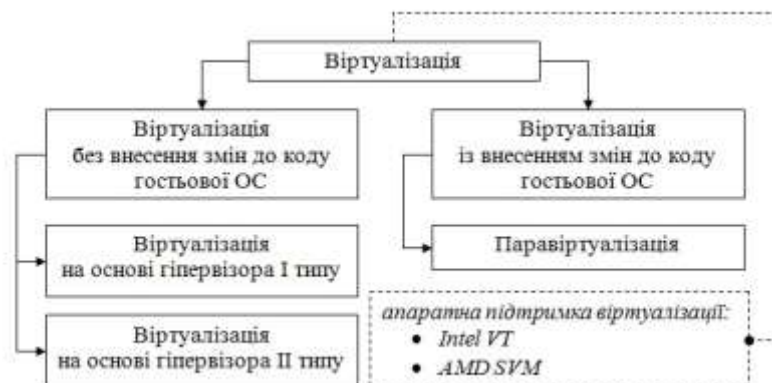 Віртуалізація
Віртуалізація
без внесення змін до коду
гостьової ОС
Віртуалізація
із внесенням змін до коду
гостьової ОС
Віртуалізація
на основі гіпервізора І типу
Паравіртуалізація
Віртуалізація
на основі гіпервізора ІІ типу
апаратна підтримка віртуалізації:
● Intel VT
● AMD SVM